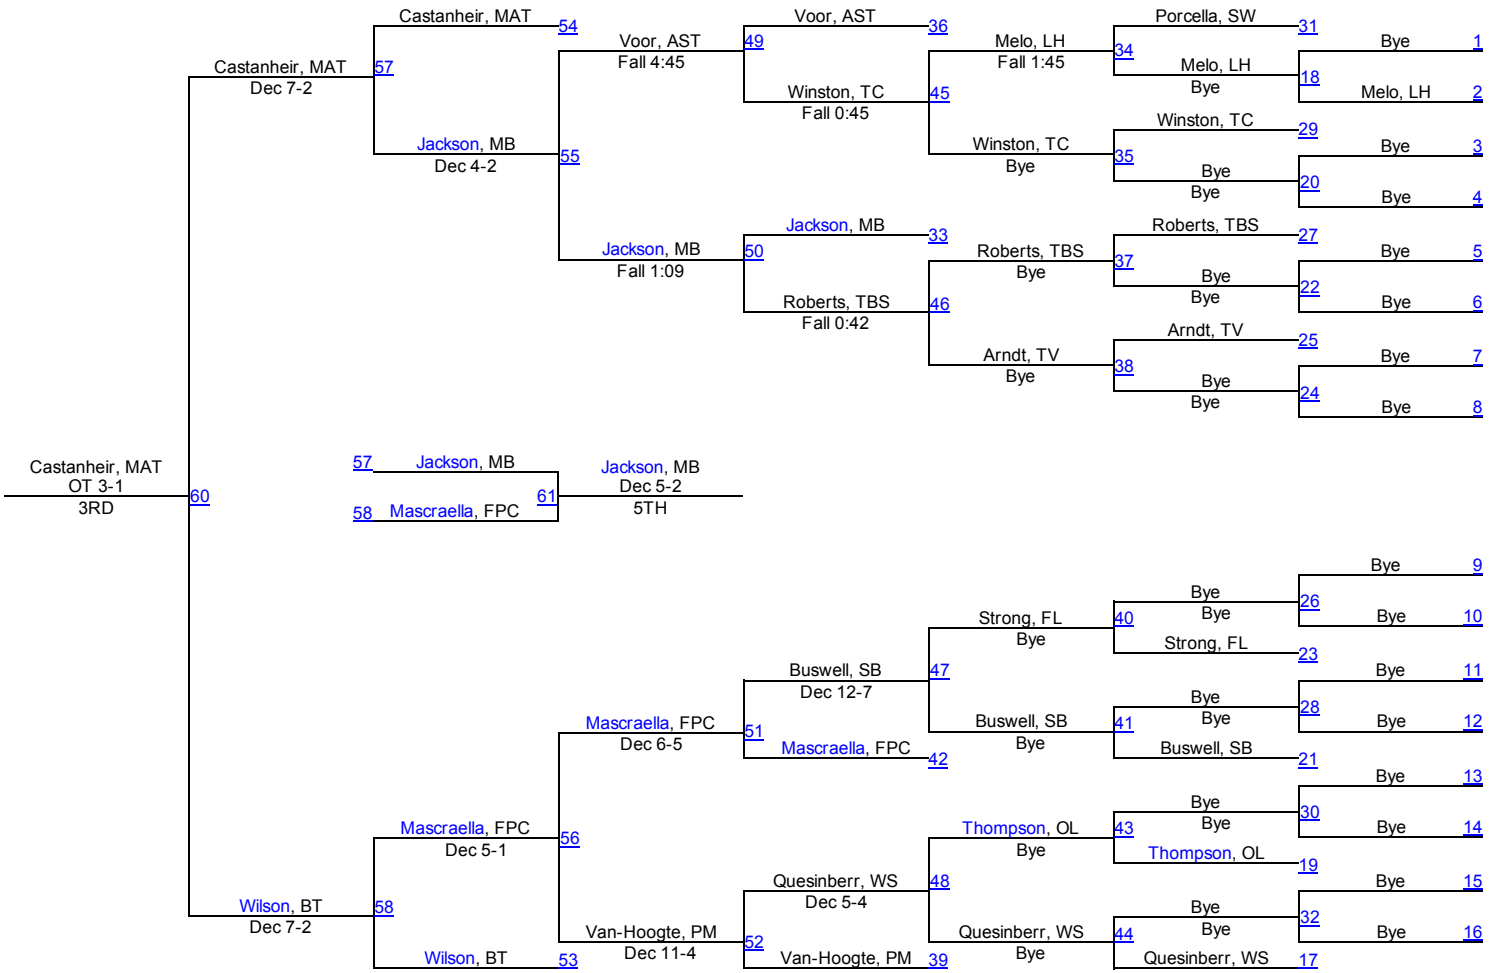 Castanheir, MAT
54
Voor, AST
36
Porcella, SW
31
Castanheir, MAT
Dec 7-2
57
Voor, AST
Fall 4:45
49
Melo, LH
Fall 1:45
34
Bye
1
Melo, LH
Bye
18
Winston, TC
Fall 0:45
45
Melo, LH
2
Jackson, MB
Dec 4-2
55
Winston, TC
Bye
35
Winston, TC
29
Bye
3
Bye
Bye
20
Bye
4
Jackson, MB
Fall 1:09
50
Jackson, MB
33
Roberts, TBS
Bye
37
Roberts, TBS
27
Bye
5
Bye
Bye
22
Roberts, TBS
Fall 0:42
46
Bye
6
Arndt, TV
Bye
38
Arndt, TV
25
Bye
7
Bye
Bye
24
Bye
8
Castanheir, MAT
OT 3-1
3RD
60
57
Jackson, MB
58
Mascraella, FPC
61
Jackson, MB
Dec 5-2
5TH
Bye
9
Bye
Bye
26
Strong, FL
Bye
40
Bye
10
Strong, FL
23
Buswell, SB
Dec 12-7
47
Bye
11
Bye
Bye
28
Mascraella, FPC
Dec 6-5
51
Buswell, SB
Bye
41
Bye
12
Mascraella, FPC
42
Buswell, SB
21
Bye
13
Bye
Bye
30
Mascraella, FPC
Dec 5-1
56
Thompson, OL
Bye
43
Bye
14
Thompson, OL
19
Quesinberr, WS
Dec 5-4
48
Bye
15
Wilson, BT
Dec 7-2
58
Bye
Bye
32
Van-Hoogte, PM
Dec 11-4
52
Quesinberr, WS
Bye
44
Bye
16
Wilson, BT
53
Van-Hoogte, PM
39
Quesinberr, WS
17